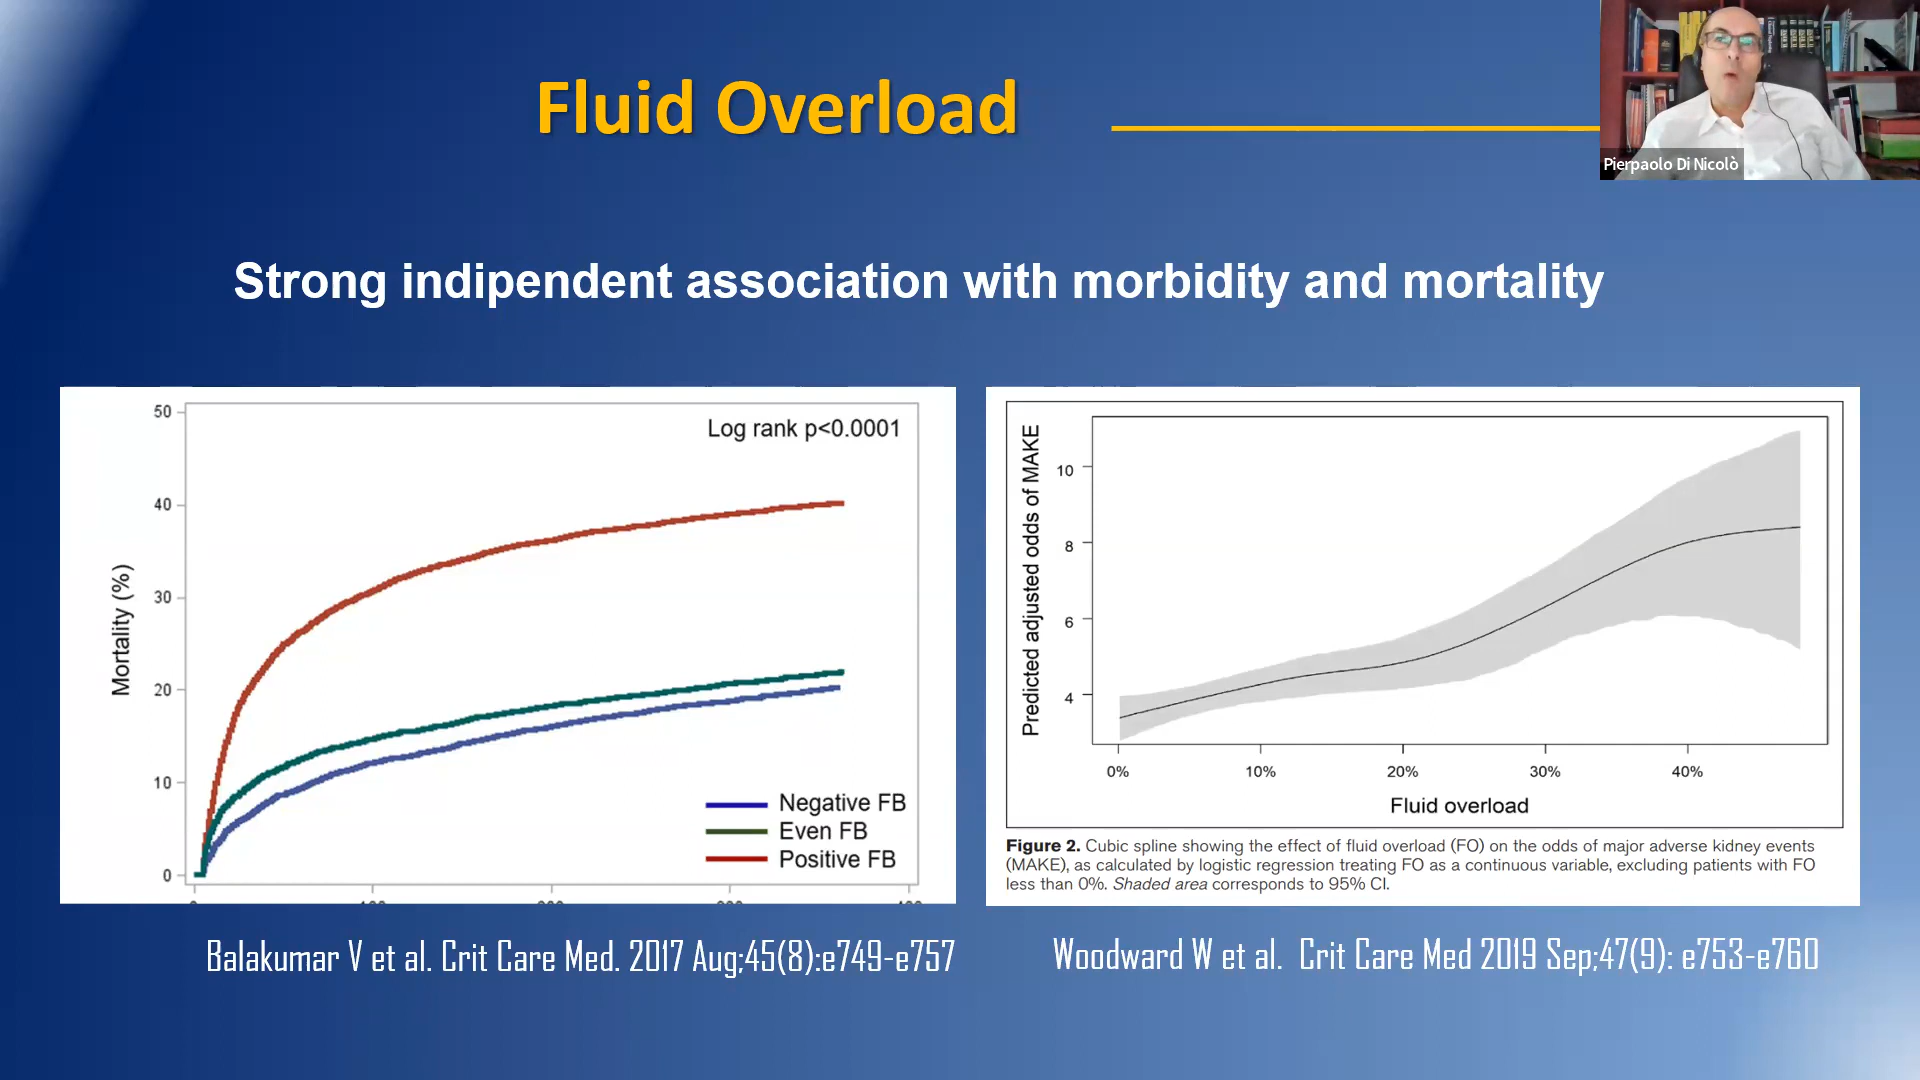 Fluid Overload
Pierpaolo Di Nicolò
Strong indipendent association with morbidity and mortality
50
40
30
20
10
0
Mortality (%)
Log rank p<0.0001
Negative FB
Even FB
Positive FB
Predicted adjusted odds of MAKE
10
8
6
4
0%
10%
20%
30%
40%
Fluid overload
Figure 2. Cubic spline showing the effect of fluid overload (FO) on the odds of major adverse kidney events
(MAKE), as calculated by logistic regression treating FO as a continuous variable, excluding patients with FO
less than 0%. Shaded area corresponds to 95% CI.
Balakumar V et al. Crit Care Med. 2017 Aug;45(8):e749-e757
Woodward W et al. Crit Care Med 2019 Sep;47(9): e753-e760